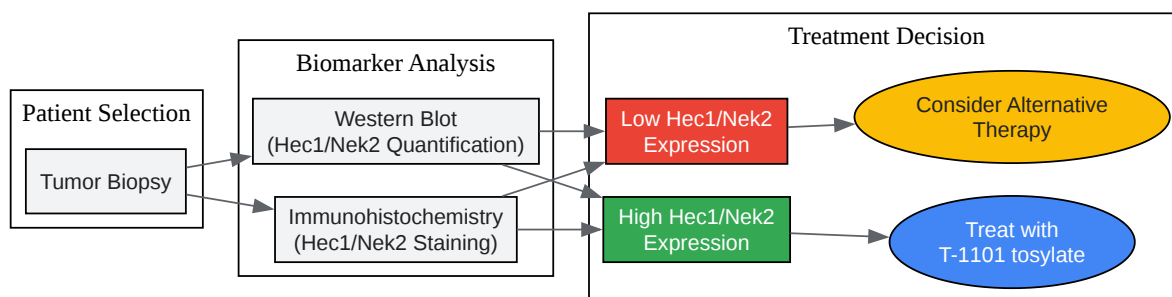 Patient Selection
Tumor Biopsy
Biomarker Analysis
Western Blot
(Hec1/Nek2 Quantification)
Immunohistochemistry
(Hec1/Nek2 Staining)
Treatment Decision
Low Hec1/Nek2
Expression
High Hec1/Nek2
Expression
Consider Alternative
Therapy
Treat with
T-1101 tosylate